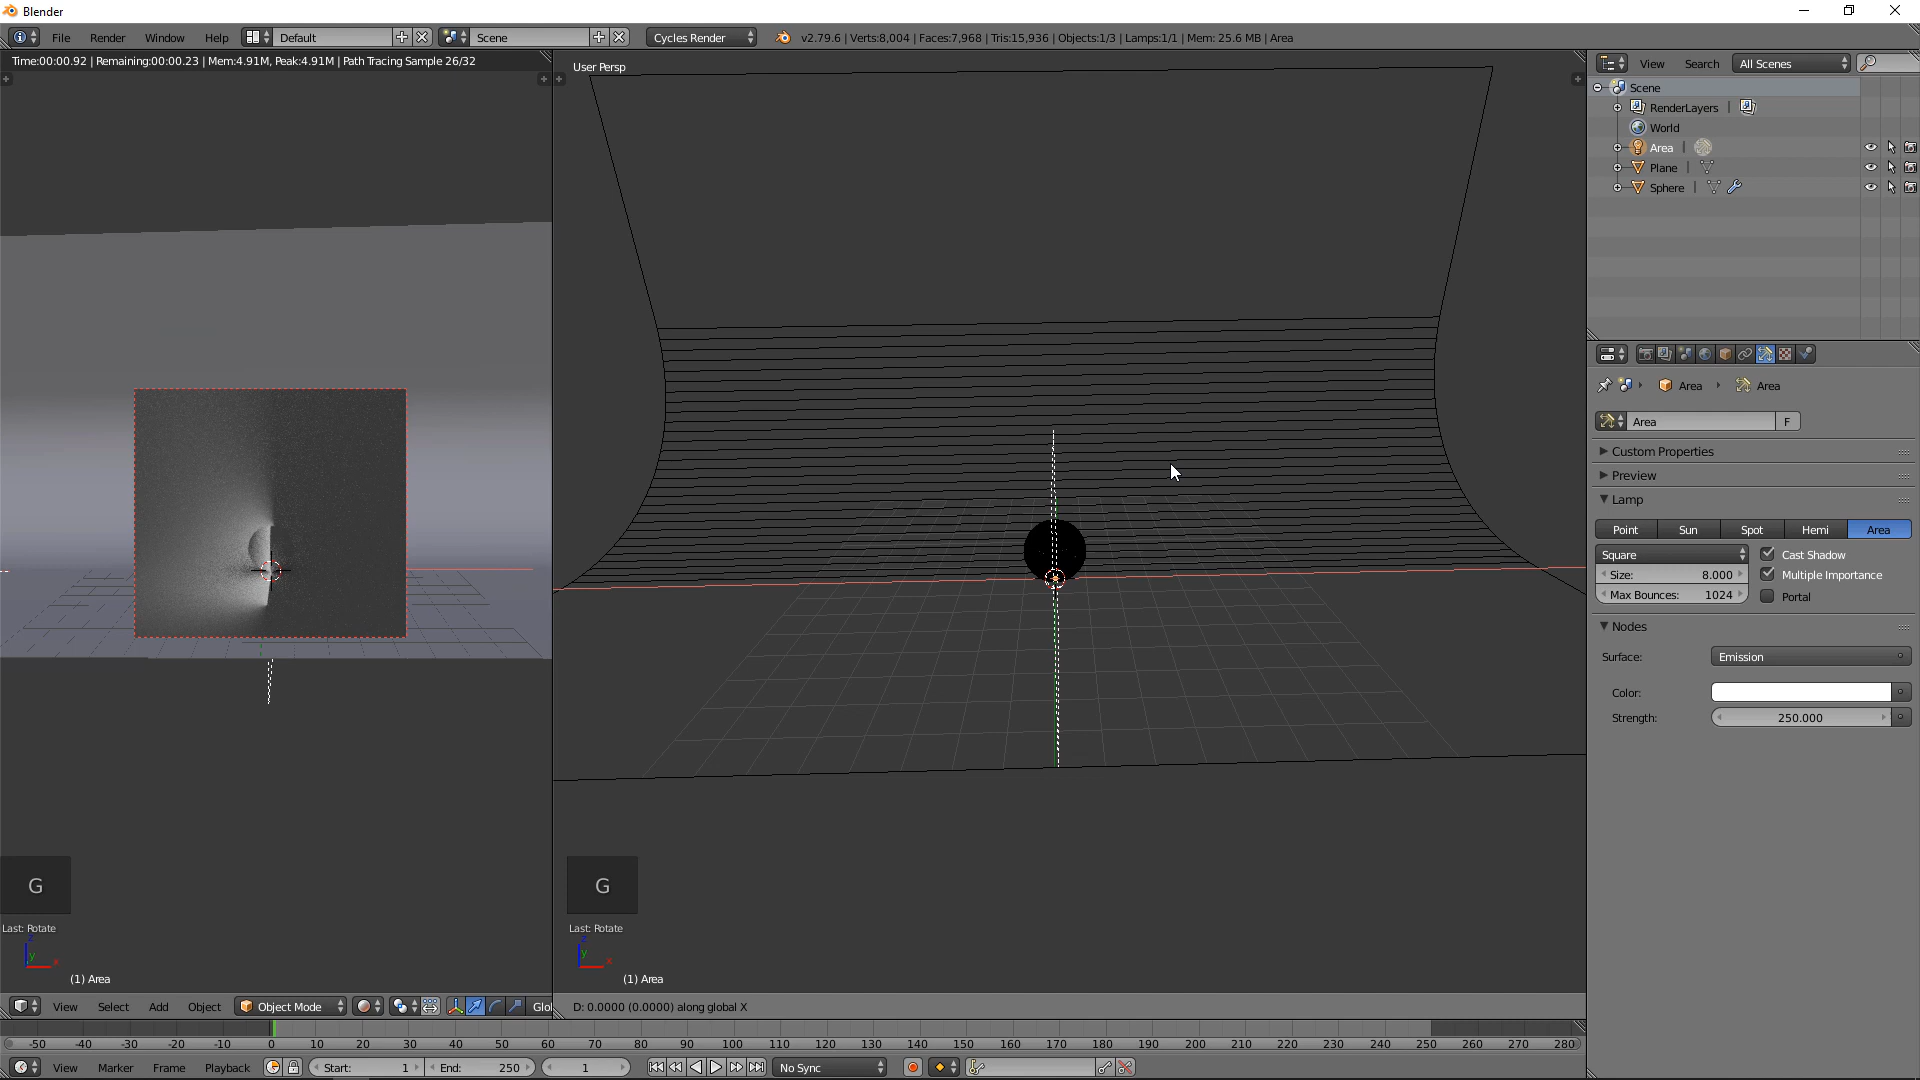 Blender
File Render Window Help Default Scene Cycles Render v2.79.6 | Verts:8,004 | Faces:7,968 | Tris:15,936 | Objects:1/3 | Lamps:1/1 | Mem: 25.6 MB | Area
Time:00:00.92 | Remaining:00:00.23 | Mem:4.91M, Peak:4.91M | Path Tracing Sample 26/32
User Persp
View Search All Scenes
Scene
RenderLayers |
World
Area |
Plane |
Sphere |
Area Area
Area F
Custom Properties
Preview
Lamp
Point Sun Spot Hemi Area
Square Cast Shadow
Size: 8.000 Multiple Importance
Max Bounces: 1024 Portal
Nodes
Surface: Emission
Color:
Strength: 250.000
G G
Last: Rotate Last: Rotate
z y x z y x
(1) Area (1) Area
View Select Add Object Object Mode Glo D: 0.0000 (0.0000) along global X
-50 -40 -30 -20 -10 0 10 20 30 40 50 60 70 80 90 100 110 120 130 140 150 160 170 180 190 200 210 220 230 240 250 260 270 280
View Marker Frame Playback Start: 1 End: 250 1 No Sync